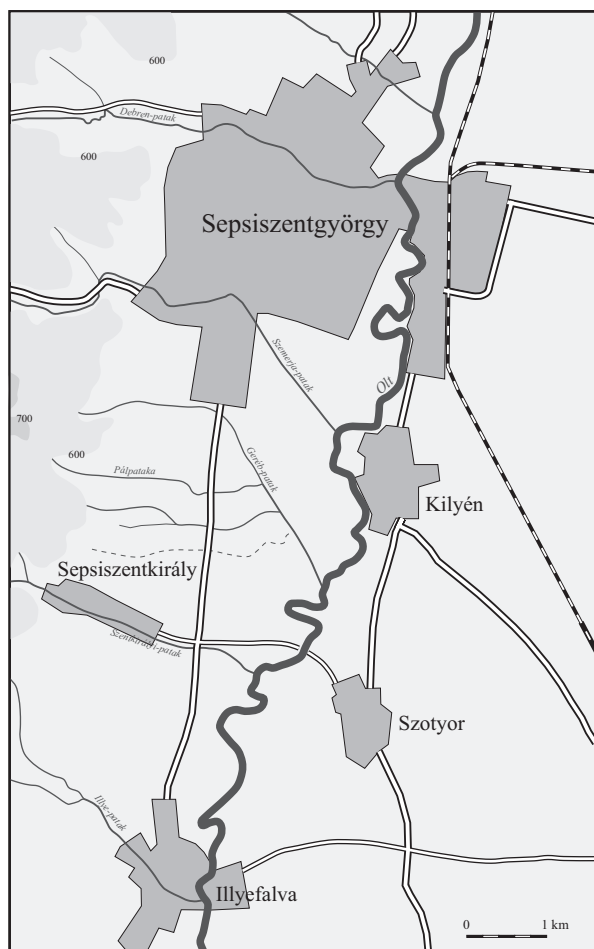 600
Debren-patak
600
Sepsiszentgyörgy
Szemerja-patak
Olt
700
600
Geréb-patak
Pálpataka
Kilyén
Sepsiszentkirály
Szentkirályi-patak
Szotyor
Illye-patak
Illyefalva
0 1 km